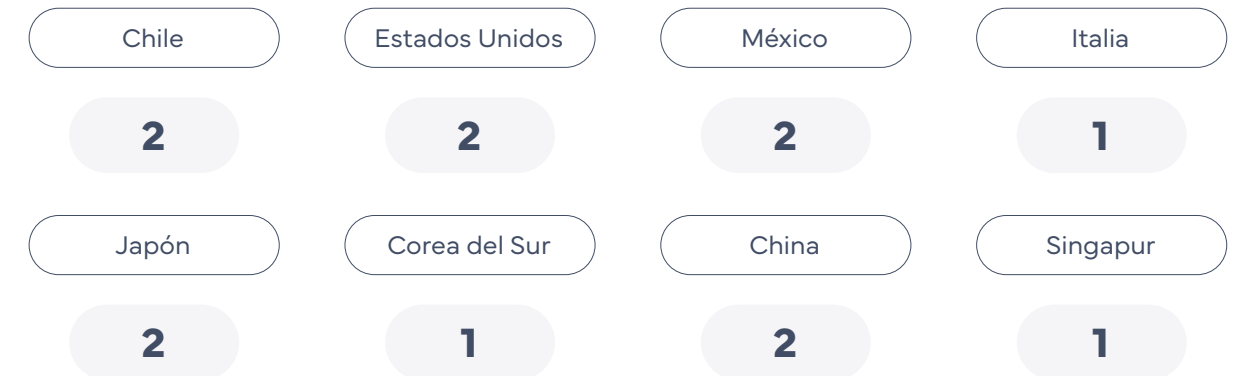 Chile Estados Unidos México Italia
2 2 2 1
Japón Corea del Sur China Singapur
2 1 2 1